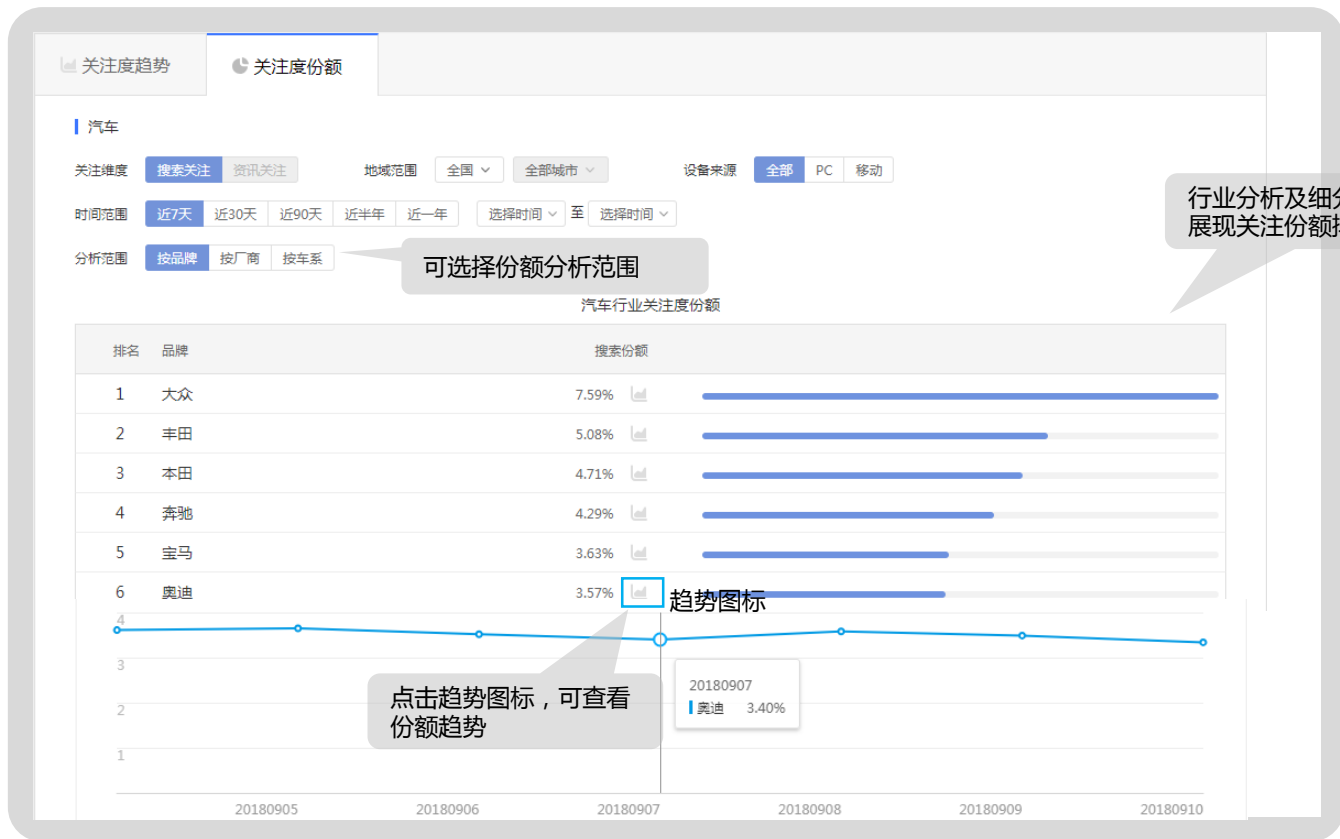 关注度趋势 关注度份额
汽车
关注维度 搜索关注 资讯关注 地域范围 全国 全部城市 设备来源 全部 PC 移动
时间范围 近7天 近30天 近90天 近半年 近一年 选择时间 至 选择时间
行业分析及细分
展现关注份额排
分析范围 按品牌 按厂商 按车系
可选择份额分析范围
汽车行业关注度份额
排名 品牌 搜索份额
1 大众 7.59%
2 丰田 5.08%
3 本田 4.71%
4 奔驰 4.29%
5 宝马 3.63%
6 奥迪 3.57%
趋势图标
4
3
2
1
点击趋势图标，可查看
份额趋势
20180907
奥迪 3.40%
20180905 20180906 20180907 20180908 20180909 20180910